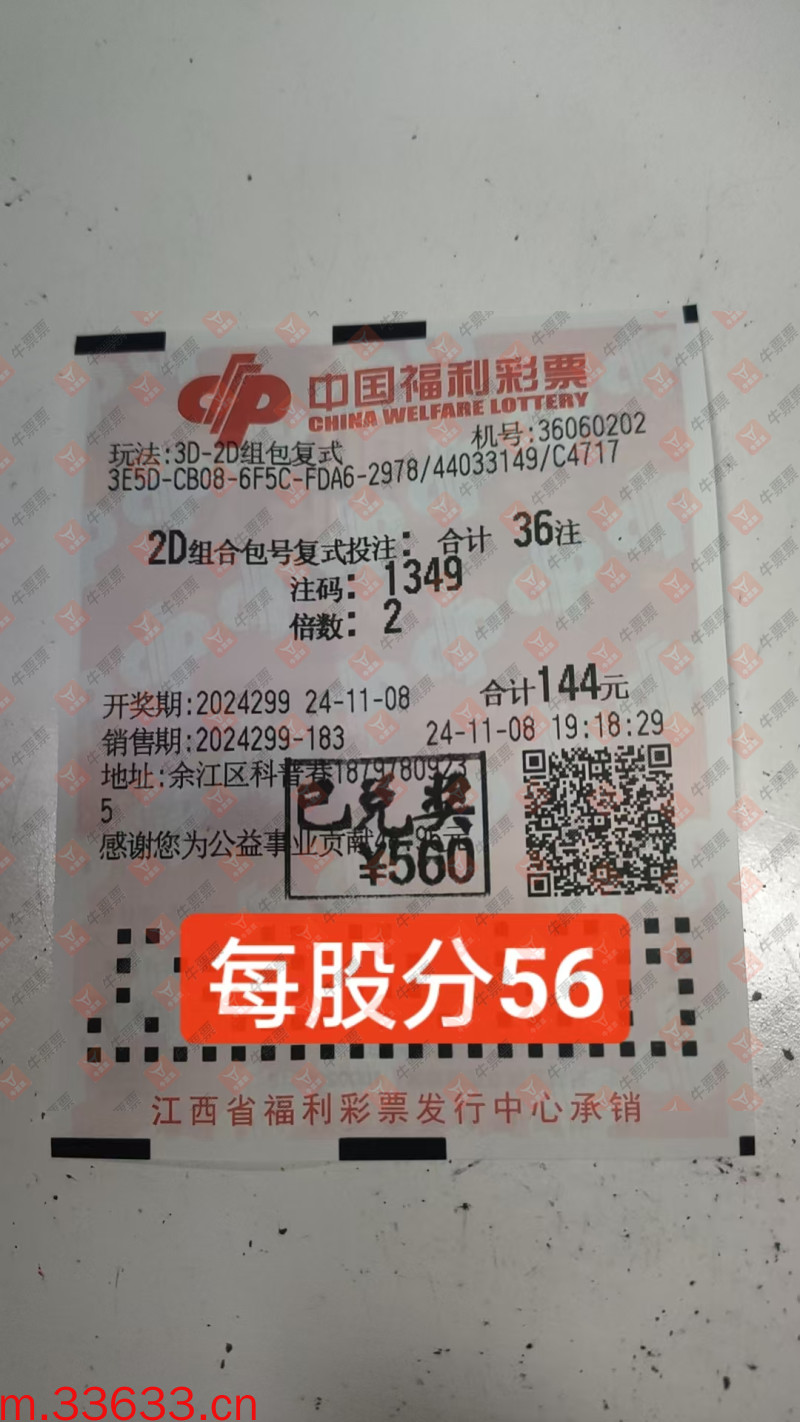 中国福利彩票
CHINA WELFARE LOTTERY
玩法:3D-2D组包复式 机号:36060202
3E5D-CB08-6F5C-FDA6-2978/44033149/C4717
2D组合包号复式投注: 合计 36注
注码: 1349
倍数: 2
开奖期:2024299 24-11-08 合计144元
销售期:2024299-183 24-11-08 19:18:29
地址:余江区科普巷1879780923
5
感谢您为公益事业贡献
已兑奖
¥560
每股分56
江西省福利彩票发行中心承销
牛票票
m.33633.cn